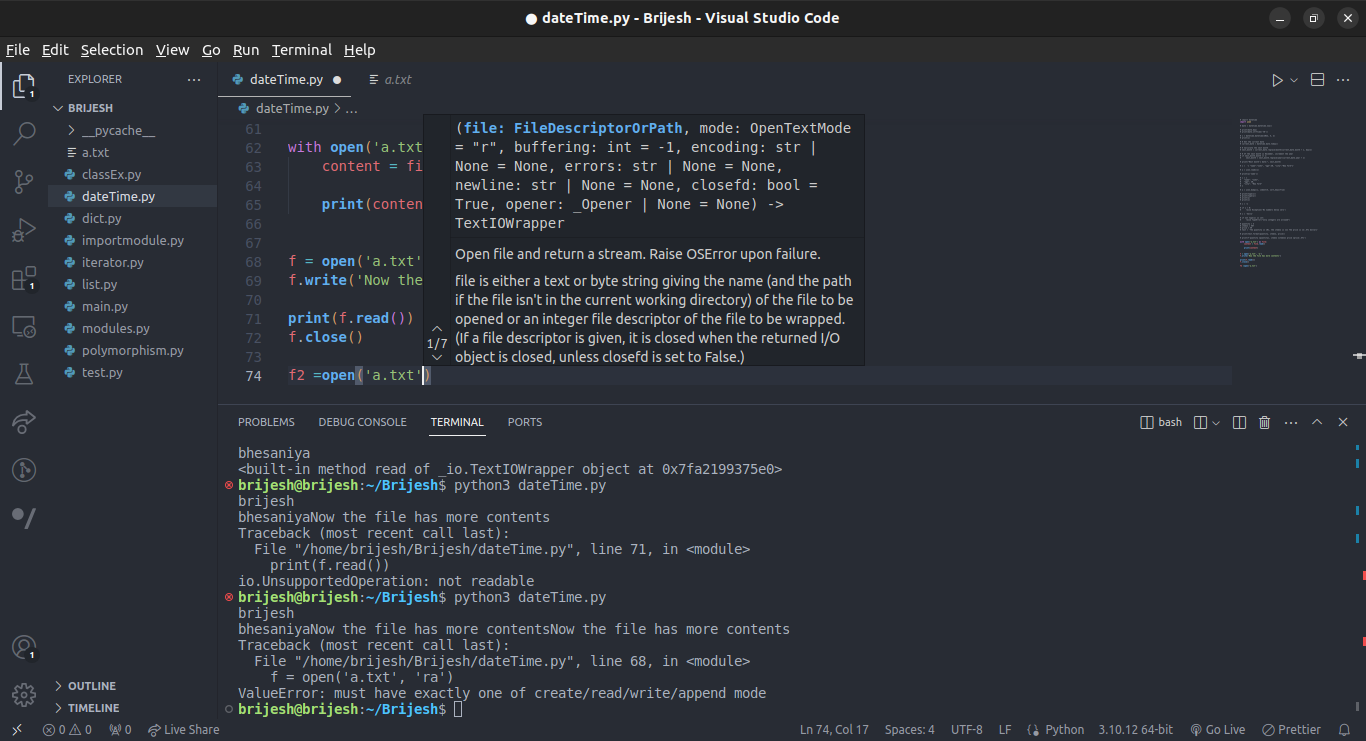 dateTime.py - Brijesh - Visual Studio Code
File Edit Selection View Go Run Terminal Help
EXPLORER
BRIJESH
__pycache__
a.txt
classEx.py
dateTime.py
dict.py
importmodule.py
iterator.py
list.py
main.py
modules.py
polymorphism.py
test.py
OUTLINE
TIMELINE
1
1
1
dateTime.py a.txt
dateTime.py > ...
61
62 with open('a.txt
63 content = fi
64
65 print(conten
66
67
68 f = open('a.txt'
69 f.write('Now the
70
71 print(f.read())
72 f.close()
73
74 f2 =open('a.txt')
(file: FileDescriptorOrPath, mode: OpenTextMode
= "r", buffering: int = -1, encoding: str |
None = None, errors: str | None = None,
newline: str | None = None, closefd: bool =
True, opener: _Opener | None = None) ->
TextIOWrapper
Open file and return a stream. Raise OSError upon failure.
file is either a text or byte string giving the name (and the path
if the file isn't in the current working directory) of the file to be
opened or an integer file descriptor of the file to be wrapped.
(If a file descriptor is given, it is closed when the returned I/O
object is closed, unless closefd is set to False.)
1/7
PROBLEMS DEBUG CONSOLE TERMINAL PORTS
bash
bhesaniya
<built-in method read of _io.TextIOWrapper object at 0x7fa2199375e0>
brijesh@brijesh:~/Brijesh$ python3 dateTime.py
brijesh
bhesaniyaNow the file has more contents
Traceback (most recent call last):
File "/home/brijesh/Brijesh/dateTime.py", line 71, in <module>
print(f.read())
io.UnsupportedOperation: not readable
brijesh@brijesh:~/Brijesh$ python3 dateTime.py
brijesh
bhesaniyaNow the file has more contentsNow the file has more contents
Traceback (most recent call last):
File "/home/brijesh/Brijesh/dateTime.py", line 68, in <module>
f = open('a.txt', 'ra')
ValueError: must have exactly one of create/read/write/append mode
brijesh@brijesh:~/Brijesh$
0 0 0 Live Share Ln 74, Col 17 Spaces: 4 UTF-8 LF Python 3.10.12 64-bit Go Live Prettier